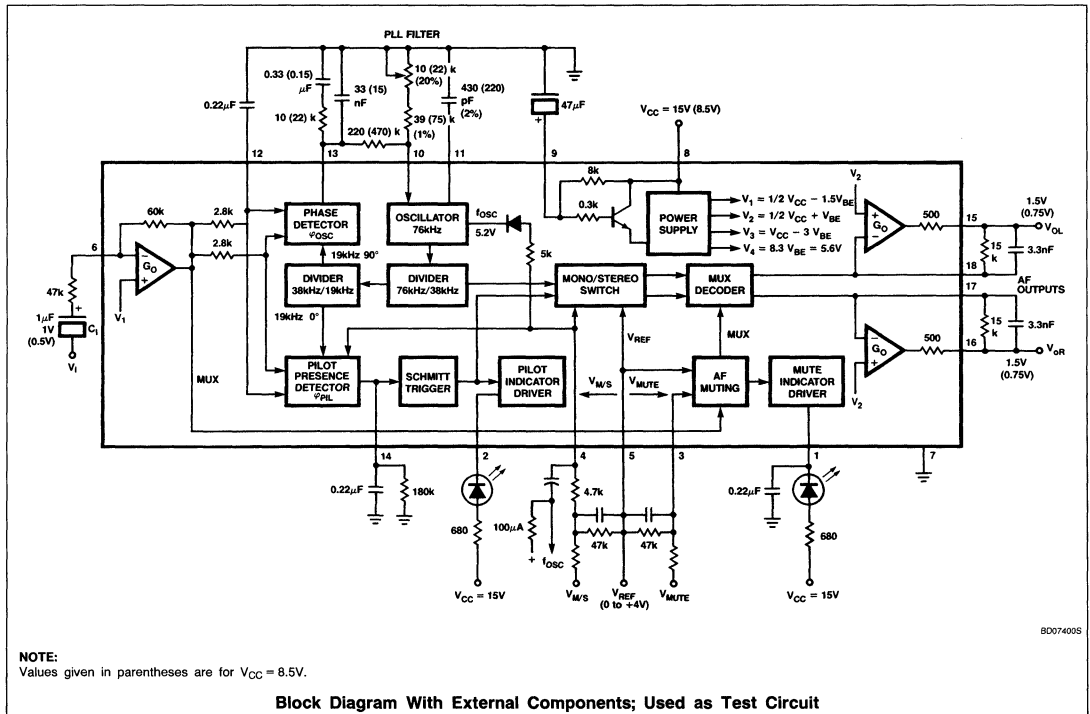 PLL FILTER
0.33 (0.15)
μF
33 (15)
nF
10 (22) k
(20%)
430 (220)
pF
(2%)
0.22μF
10 (22) k
39 (75) k
(1%)
220 (470) k
47μF
+
VCC = 15V (8.5V)
12
13
10
11
9
8
60k
2.8k
2.8k
PHASE
DETECTOR
φOSC
OSCILLATOR
76kHz
fOSC
5.2V
8k
0.3k
POWER
SUPPLY
V1 = 1/2 VCC − 1.5VBE
V2 = 1/2 VCC + VBE
V3 = VCC − 3 VBE
V4 = 8.3 VBE = 5.6V
V2
+
−
500
15
1.5V
(0.75V)
VOL
15
k
3.3nF
18
6
−
GO
+
V1
47k
+
1μF
1V
(0.5V)
CI
VI
19kHz 90°
DIVIDER
38kHz/19kHz
DIVIDER
76kHz/38kHz
5k
MONO/STEREO
SWITCH
MUX
DECODER
17
AF
OUTPUTS
19kHz 0°
VREF
MUX
−
GO
+
V2
500
15
k
3.3nF
16
VoR
1.5V
(0.75V)
MUX
PILOT
PRESENCE
DETECTOR
φPIL
SCHMITT
TRIGGER
PILOT
INDICATOR
DRIVER
VM/S
VMUTE
AF
MUTING
MUTE
INDICATOR
DRIVER
GO
14
2
4
5
3
1
7
0.22μF
180k
680
VCC = 15V
100μA
+
fOSC
4.7k
47k
47k
VM/S
VREF
(0 to +4V)
VMUTE
0.22μF
680
VCC = 15V
BD07400S
NOTE:
Values given in parentheses are for VCC = 8.5V.
Block Diagram With External Components; Used as Test Circuit